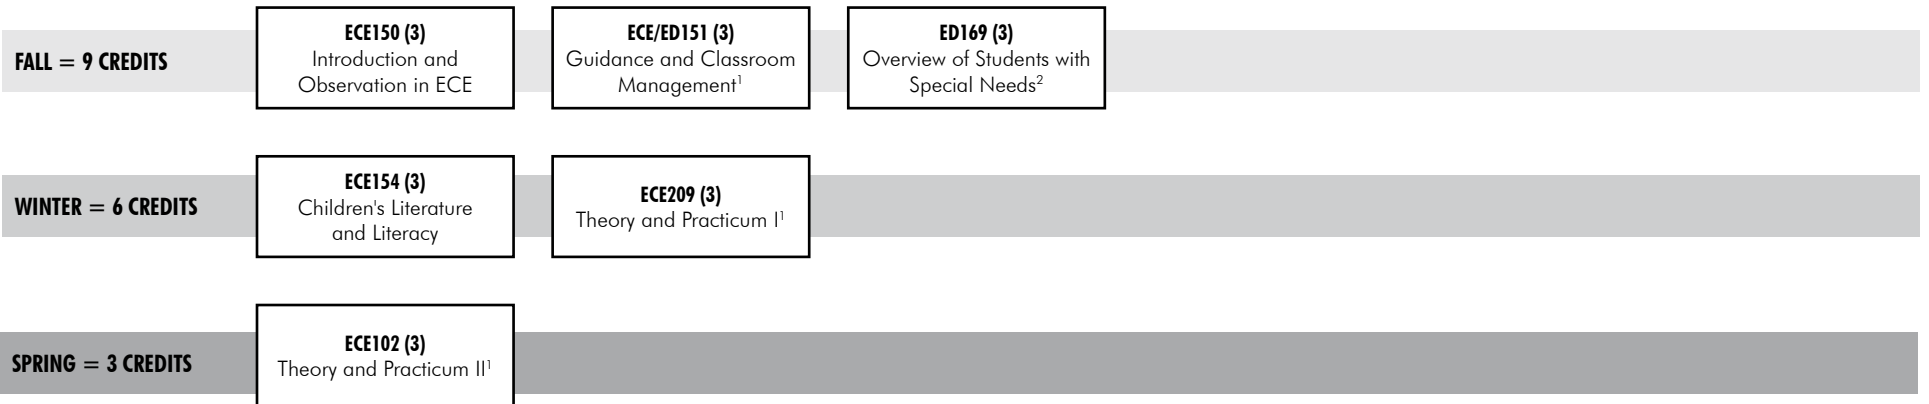 FALL = 9 CREDITS
ECE150 (3)
Introduction and
Observation in ECE
ECE/ED151 (3)
Guidance and Classroom
Management¹
ED169 (3)
Overview of Students with
Special Needs²
WINTER = 6 CREDITS
ECE154 (3)
Children's Literature
and Literacy
ECE209 (3)
Theory and Practicum I¹
SPRING = 3 CREDITS
ECE102 (3)
Theory and Practicum II¹